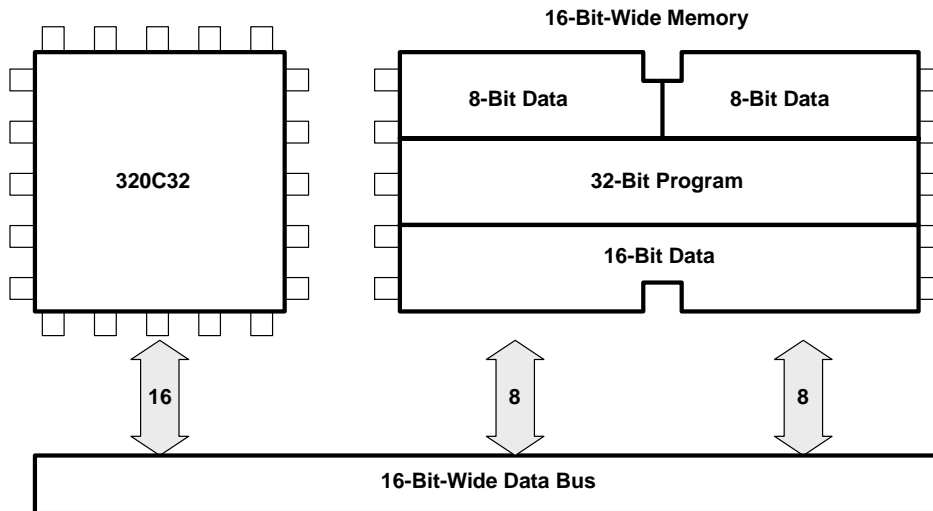 16-Bit-Wide Memory
8-Bit Data
8-Bit Data
320C32
32-Bit Program
16-Bit Data
16
8
8
16-Bit-Wide Data Bus